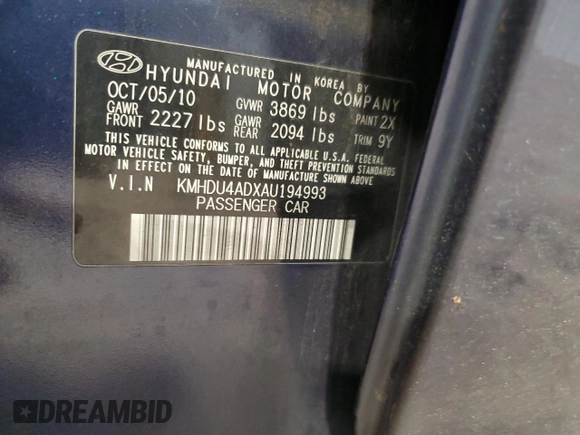 MANUFACTURED IN KOREA BY
HYUNDAI MOTOR COMPANY
OCT/05/10 GVWR 3869 lbs PAINT 2X
GAWR FRONT 2227 lbs GAWR REAR 2094 lbs TRIM 9Y
THIS VEHICLE CONFORMS TO ALL APPLICABLE U.S.A. FEDERAL
MOTOR VEHICLE SAFETY, BUMPER, AND THEFT PREVENTION STANDARDS
IN EFFECT ON THE DATE OF MANUFACTURE SHOWN ABOVE.
V.I.N KMHDU4ADXAU194993
PASSENGER CAR
DREAMBID